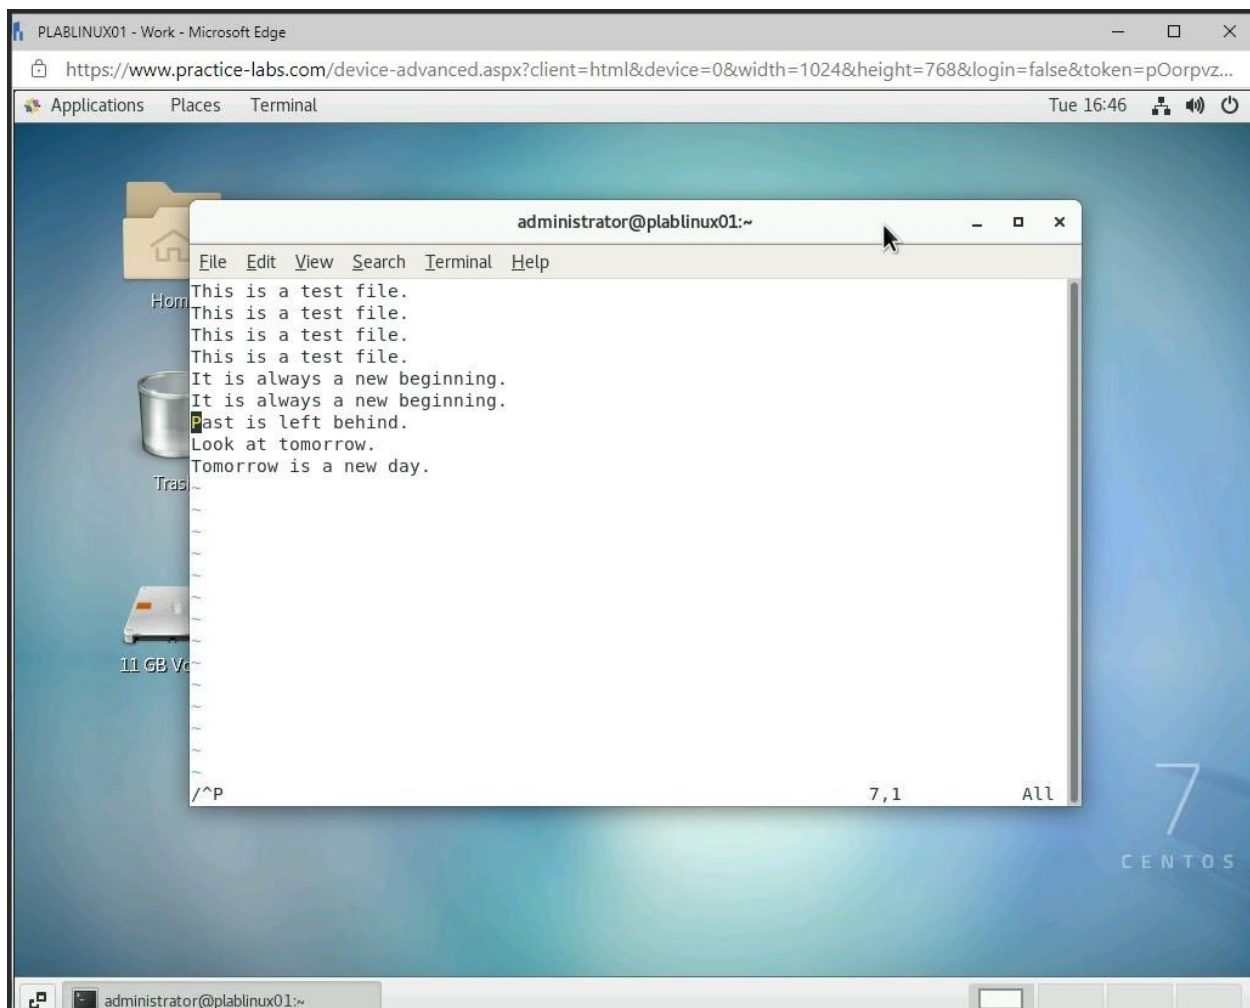 PLABLINUX01 - Work - Microsoft Edge
https://www.practice-labs.com/device-advanced.aspx?client=html&device=0&width=1024&height=768&login=false&token=pOorpvz...
Applications Places Terminal Tue 16:46
administrator@plablinux01:~
File Edit View Search Terminal Help
Hom
This is a test file.
This is a test file.
This is a test file.
This is a test file.
It is always a new beginning.
It is always a new beginning.
Past is left behind.
Look at tomorrow.
Tomorrow is a new day.
Tras
~
~
~
~
~
~
~
~
~
~
~
~
~
~
11 GB Vo
/^P 7,1 All
7
CENTOS
administrator@plablinux01:~